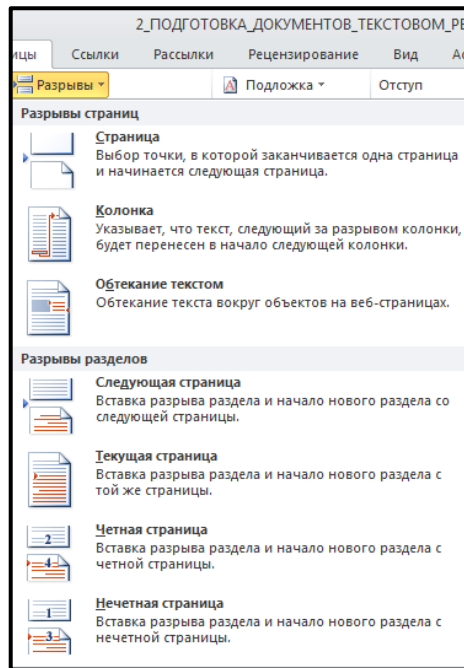 2_ПОДГОТОВКА_ДОКУМЕНТОВ_ТЕКСТОВОМ_РЕ
ицы Ссылки Рассылки Рецензирование Вид
Разрывы Подложка Отступ
Разрывы страниц
Страница
Выбор точки, в которой заканчивается одна страница
и начинается следующая страница.
Колонка
Указывает, что текст, следующий за разрывом колонки,
будет перенесен в начало следующей колонки.
Обтекание текстом
Обтекание текста вокруг объектов на веб-страницах.
Разрывы разделов
Следующая страница
Вставка разрыва раздела и начало нового раздела со
следующей страницы.
Текущая страница
Вставка разрыва раздела и начало нового раздела с
той же страницы.
2
4
Четная страница
Вставка разрыва раздела и начало нового раздела с
четной страницы.
1
3
Нечетная страница
Вставка разрыва раздела и начало нового раздела с
нечетной страницы.